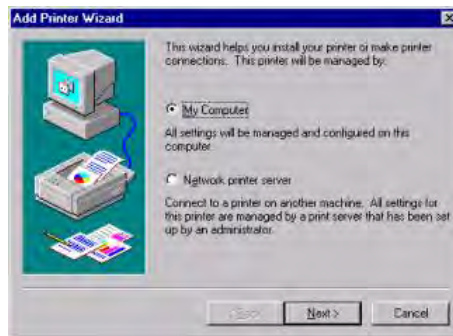 Add Printer Wizard
This wizard helps you install your printer or make printer
connections. This printer will be managed by:
My Computer
All settings will be managed and configured on this
computer.
Network printer server
Connect to a printer on another machine. All settings for
this printer are managed by a print server that has been set
up by an administrator.
< Back
Next >
Cancel